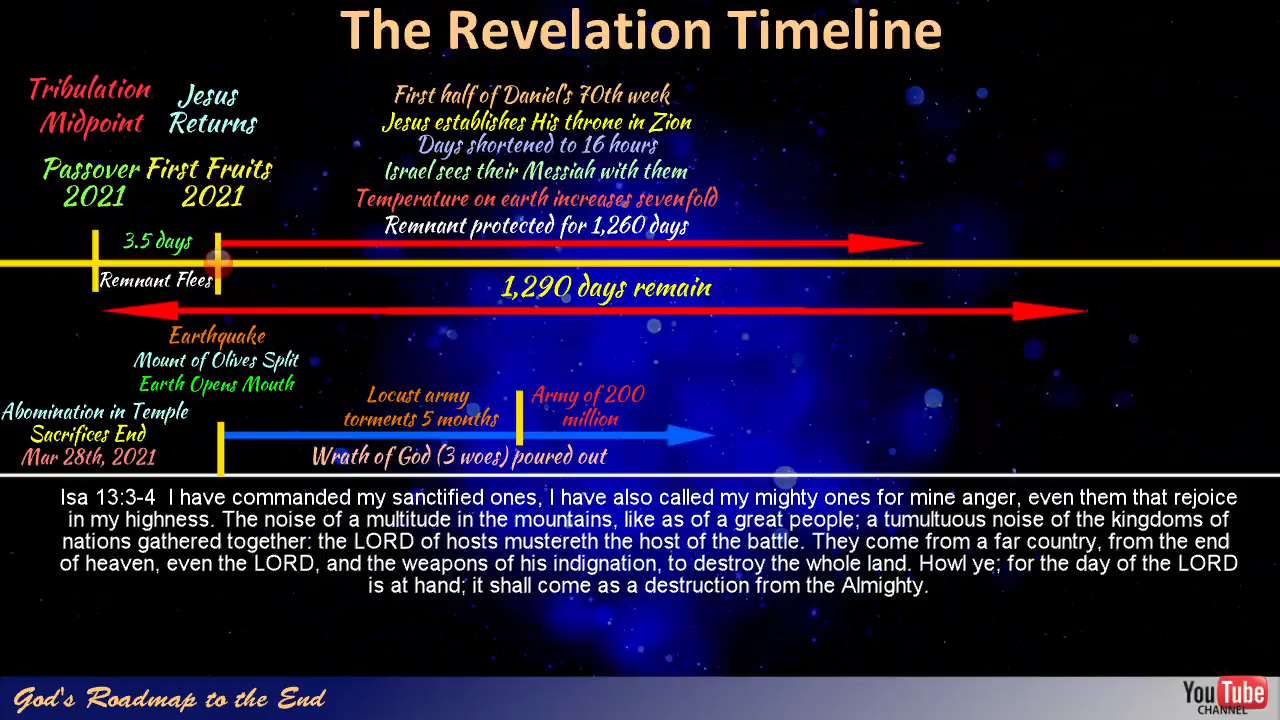 The Revelation Timeline
Tribulation
Midpoint
Jesus
Returns
Passover
2021
First Fruits
2021
First half of Daniel's 70th week
Jesus establishes His throne in Zion
Days shortened to 16 hours
Israel sees their Messiah with them
Temperature on earth increases sevenfold
Remnant protected for 1,260 days
3.5 days
Remnant Flees
1,290 days remain
Earthquake
Mount of Olives Split
Earth Opens Mouth
Abomination in Temple
Sacrifices End
Mar 28th, 2021
Locust army
torments 5 months
Army of 200
million
Wrath of God (3 woes) poured out
Isa 13:3-4 I have commanded my sanctified ones, I have also called my mighty ones for mine anger, even them that rejoice
in my highness. The noise of a multitude in the mountains, like as of a great people; a tumultuous noise of the kingdoms of
nations gathered together: the LORD of hosts mustereth the host of the battle. They come from a far country, from the end
of heaven, even the LORD, and the weapons of his indignation, to destroy the whole land. Howl ye; for the day of the LORD
is at hand; it shall come as a destruction from the Almighty.
God's Roadmap to the End
YouTube
CHANNEL